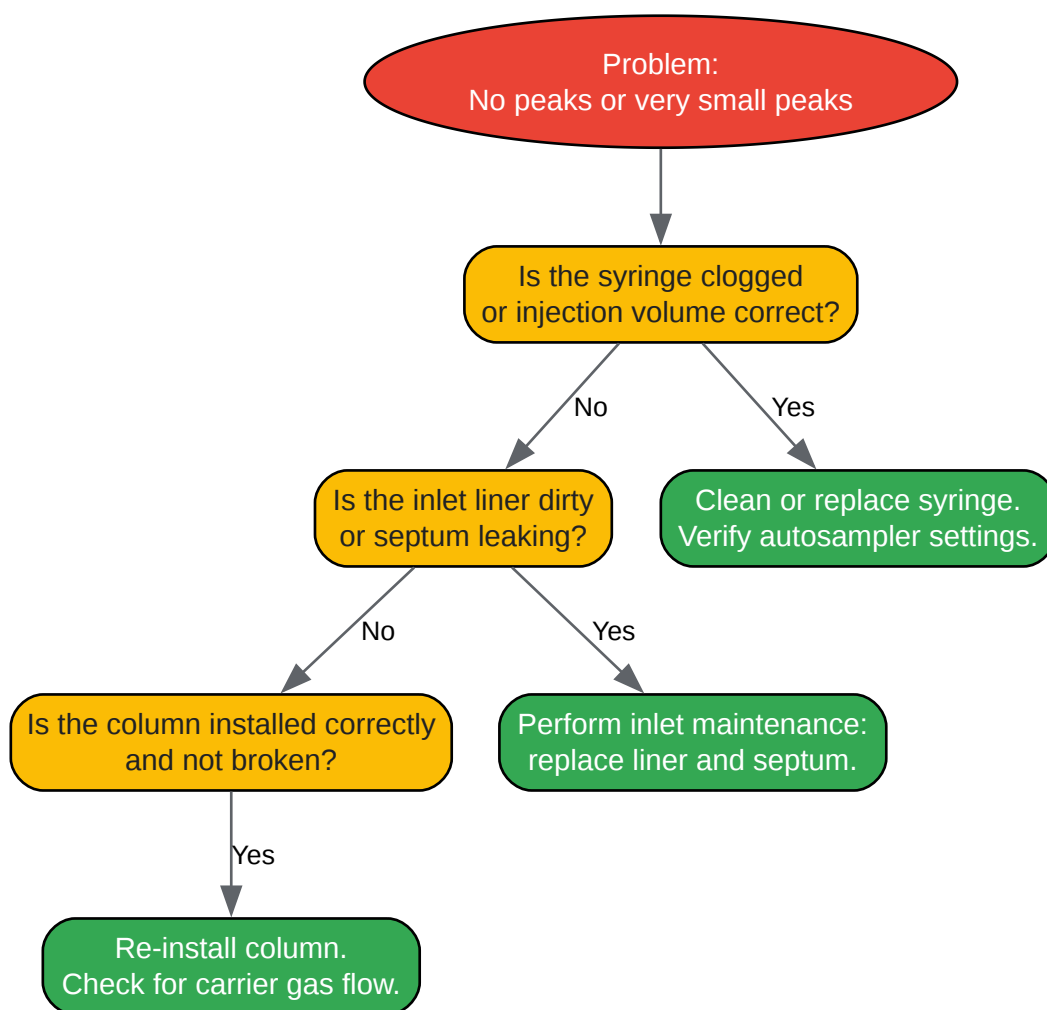 Problem:
No peaks or very small peaks
Is the syringe clogged
or injection volume correct?
No
Yes
Is the inlet liner dirty
or septum leaking?
Clean or replace syringe.
Verify autosampler settings.
No
Yes
Is the column installed correctly
and not broken?
Perform inlet maintenance:
replace liner and septum.
Yes
Re-install column.
Check for carrier gas flow.